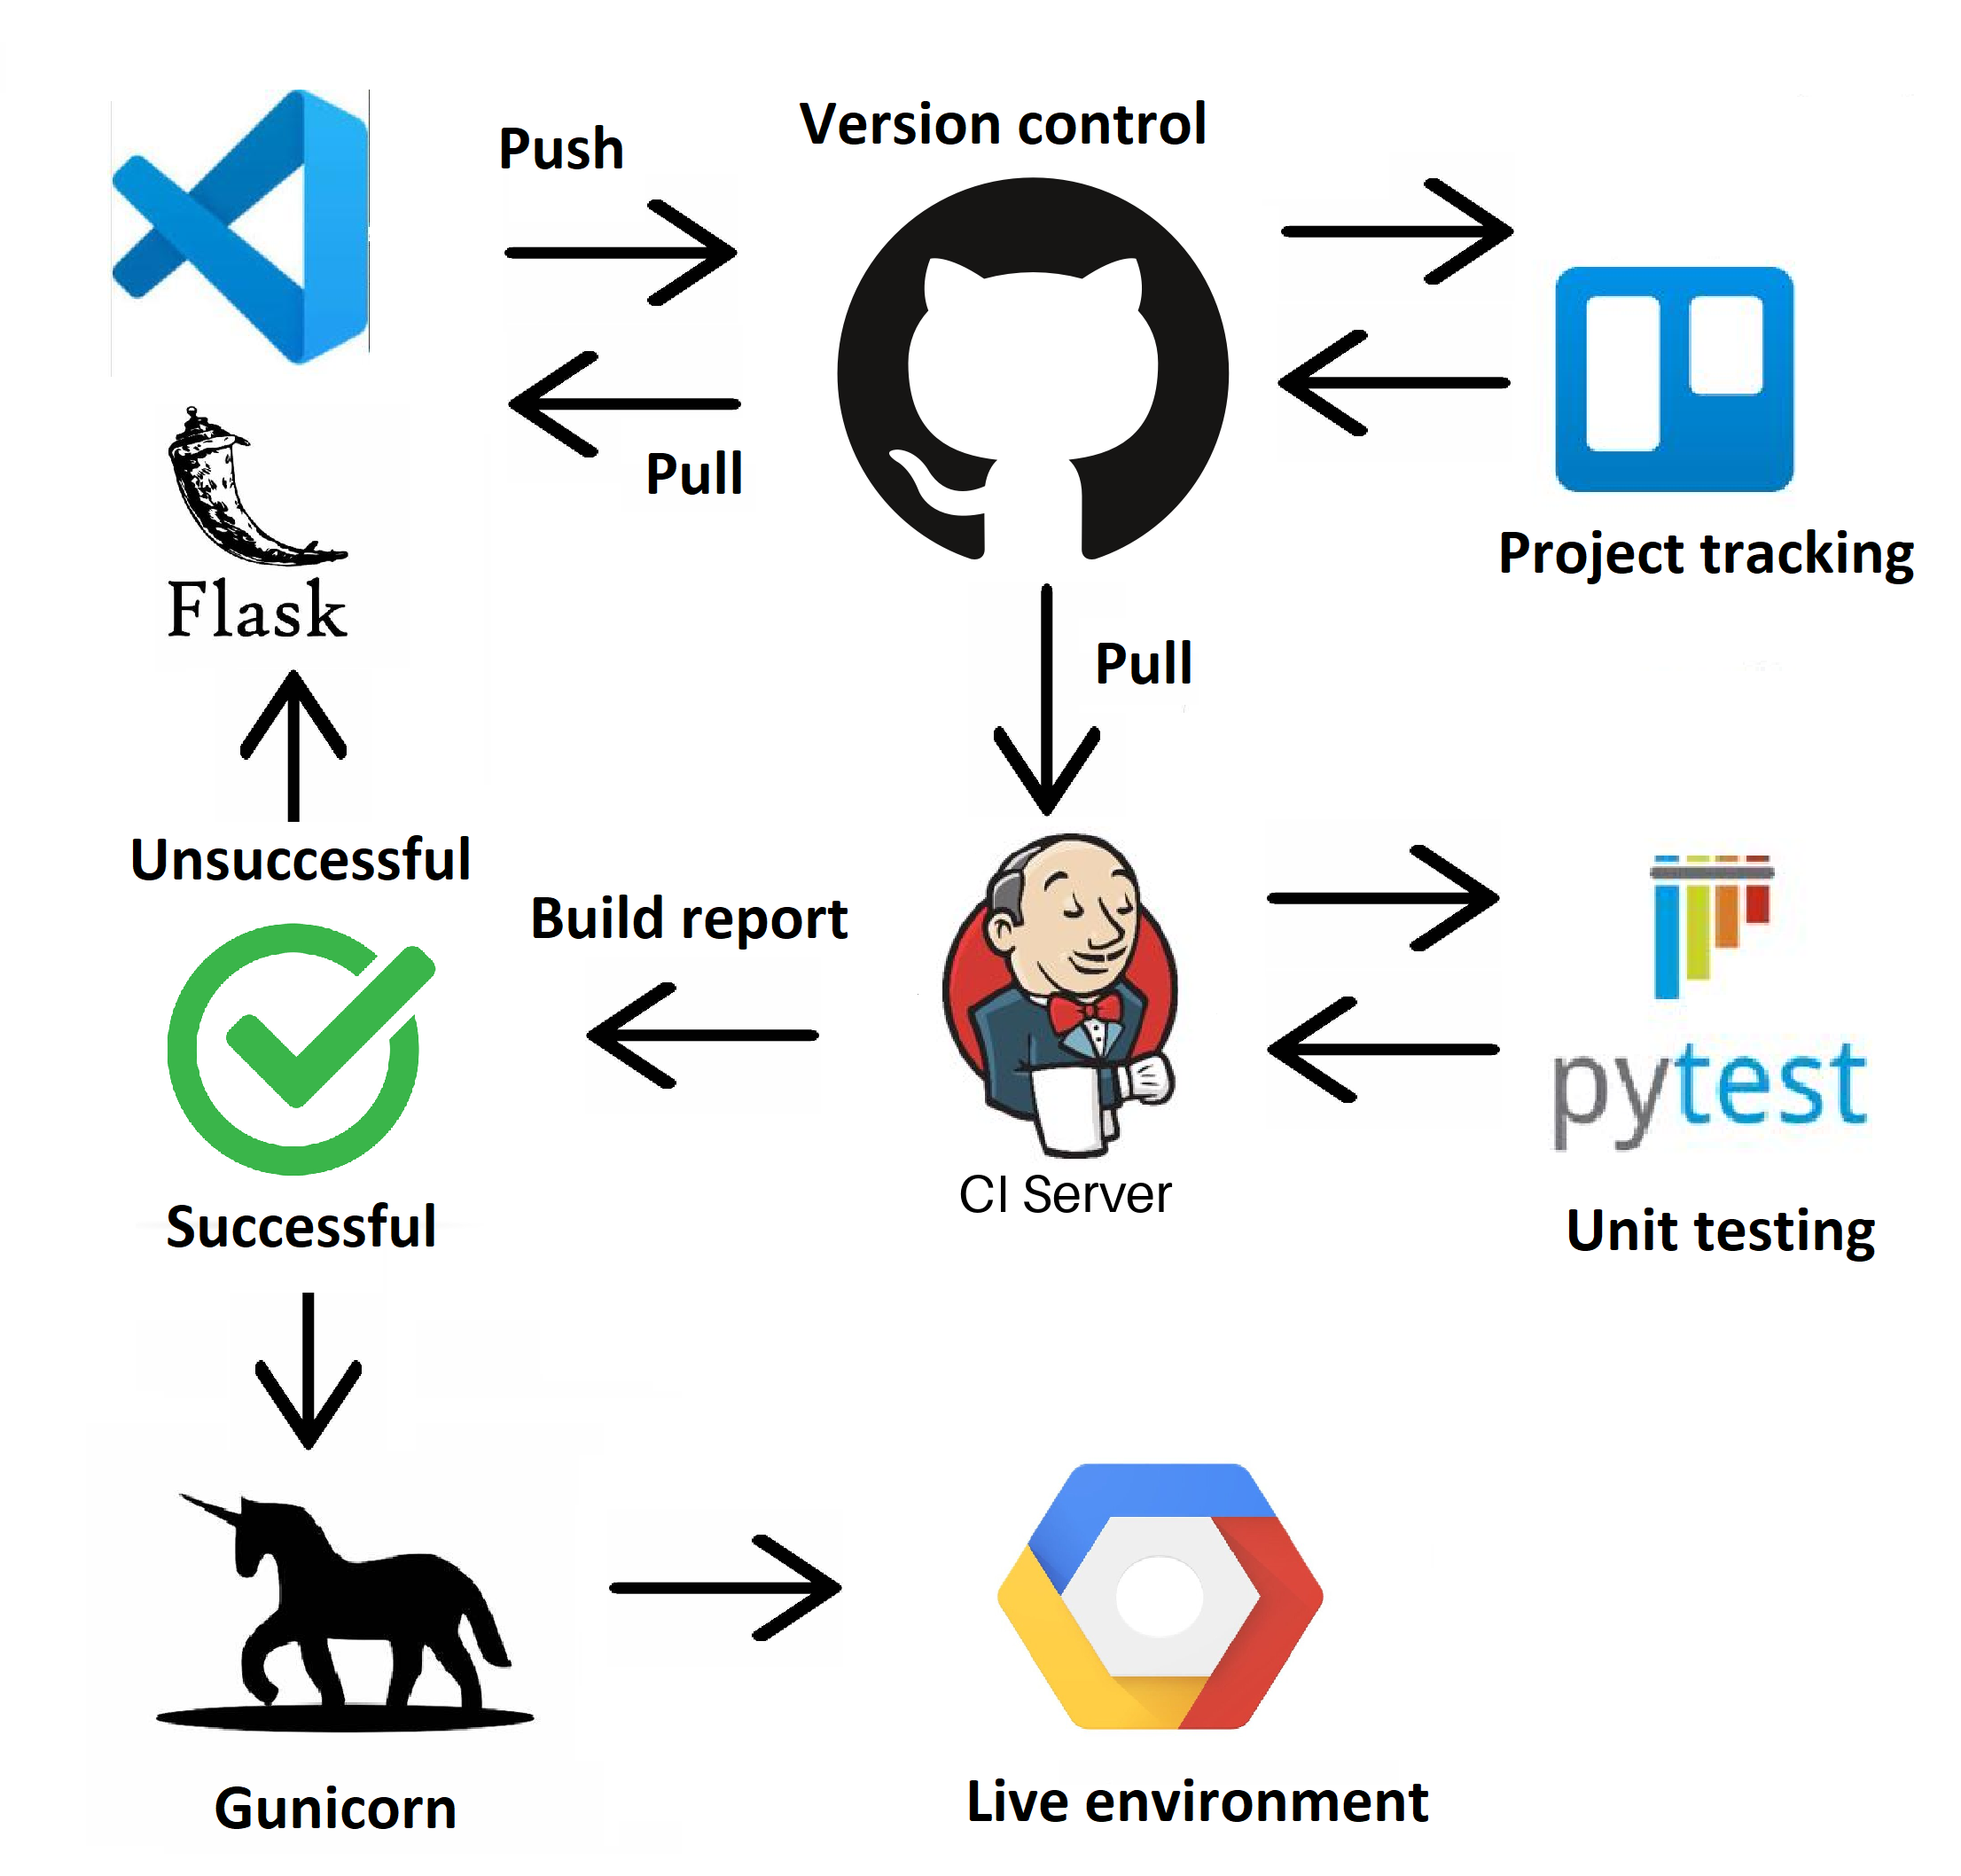 Version control
Push
Pull
Project tracking
Flask
Pull
Unsuccessful
Build report
pytest
CI Server
Successful
Unit testing
Gunicorn
Live environment